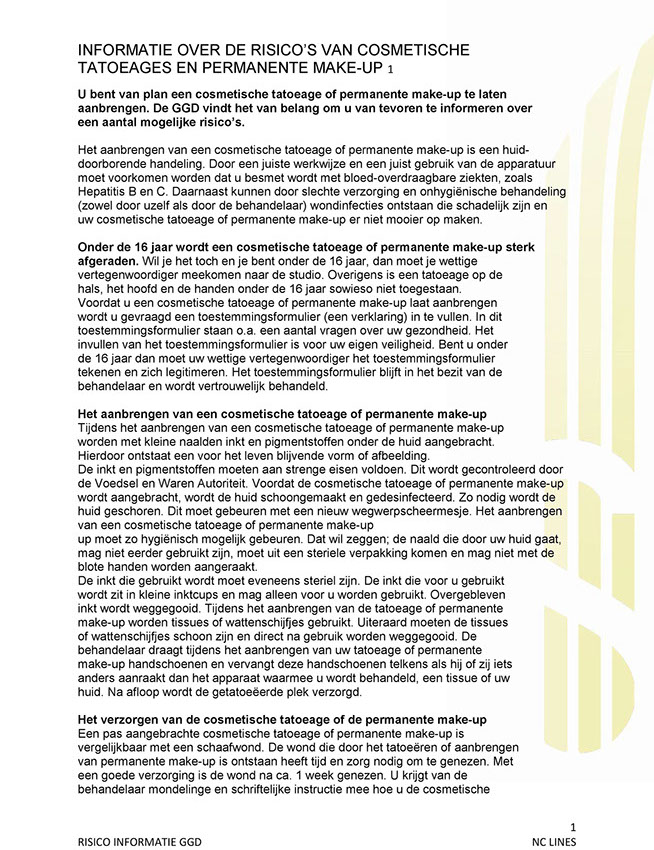 INFORMATIE OVER DE RISICO’S VAN COSMETISCHE
TATOEAGES EN PERMANENTE MAKE-UP 1
U bent van plan een cosmetische tatoeage of permanente make-up te laten
aanbrengen. De GGD vindt het van belang om u van tevoren te informeren over
een aantal mogelijke risico’s.
Het aanbrengen van een cosmetische tatoeage of permanente make-up is een huid-
doorborende handeling. Door een juiste werkwijze en een juist gebruik van de apparatuur
moet voorkomen worden dat u besmet wordt met bloed-overdraagbare ziekten, zoals
Hepatitis B en C. Daarnaast kunnen door slechte verzorging en onhygiënische behandeling
(zowel door uzelf als door de behandelaar) wondinfecties ontstaan die schadelijk zijn en
uw cosmetische tatoeage of permanente make-up er niet mooier op maken.
Onder de 16 jaar wordt een cosmetische tatoeage of permanente make-up sterk
afgeraden. Wil je het toch en je bent onder de 16 jaar, dan moet je wettige
vertegenwoordiger meekomen naar de studio. Overigens is een tatoeage op de
hals, het hoofd en de handen onder de 16 jaar sowieso niet toegestaan.
Voordat u een cosmetische tatoeage of permanente make-up laat aanbrengen
wordt u gevraagd een toestemmingsformulier (een verklaring) in te vullen. In dit
toestemmingsformulier staan o.a. een aantal vragen over uw gezondheid. Het
invullen van het toestemmingsformulier is voor uw eigen veiligheid. Bent u onder
de 16 jaar dan moet uw wettige vertegenwoordiger het toestemmingsformulier
tekenen en zich legitimeren. Het toestemmingsformulier blijft in het bezit van de
behandelaar en wordt vertrouwelijk behandeld.
Het aanbrengen van een cosmetische tatoeage of permanente make-up
Tijdens het aanbrengen van een cosmetische tatoeage of permanente make-up
worden met kleine naalden inkt en pigmentstoffen onder de huid aangebracht.
Hierdoor ontstaat een voor het leven blijvende vorm of afbeelding.
De inkt en pigmentstoffen moeten aan strenge eisen voldoen. Dit wordt gecontroleerd door
de Voedsel en Waren Autoriteit. Voordat de cosmetische tatoeage of permanente make-up
wordt aangebracht, wordt de huid schoongemaakt en gedesinfecteerd. Zo nodig wordt de
huid geschoren. Dit moet gebeuren met een nieuw wegwerpscheermesje. Het aanbrengen
van een cosmetische tatoeage of permanente make-up
up moet zo hygiënisch mogelijk gebeuren. Dat wil zeggen; de naald die door uw huid gaat,
mag niet eerder gebruikt zijn, moet uit een steriele verpakking komen en mag niet met de
blote handen worden aangeraakt.
De inkt die gebruikt wordt moet eveneens steriel zijn. De inkt die voor u gebruikt
wordt zit in kleine inktcups en mag alleen voor u worden gebruikt. Overgebleven
inkt wordt weggegooid. Tijdens het aanbrengen van de tatoeage of permanente
make-up worden tissues of wattenschijfjes gebruikt. Uiteraard moeten de tissues
of wattenschijfjes schoon zijn en direct na gebruik worden weggegooid. De
behandelaar draagt tijdens het aanbrengen van uw tatoeage of permanente
make-up handschoenen en vervangt deze handschoenen telkens als hij of zij iets
anders aanraakt dan het apparaat waarmee u wordt behandeld, een tissue of uw
huid. Na afloop wordt de getatoeëerde plek verzorgd.
Het verzorgen van de cosmetische tatoeage of de permanente make-up
Een pas aangebrachte cosmetische tatoeage of permanente make-up is
vergelijkbaar met een schaafwond. De wond die door het tatoeëren of aanbrengen
van permanente make-up is ontstaan heeft tijd en zorg nodig om te genezen. Met
een goede verzorging is de wond na ca. 1 week genezen. U krijgt van de
behandelaar mondelinge en schriftelijke instructie mee hoe u de cosmetische
1
RISICO INFORMATIE GGD NC LINES